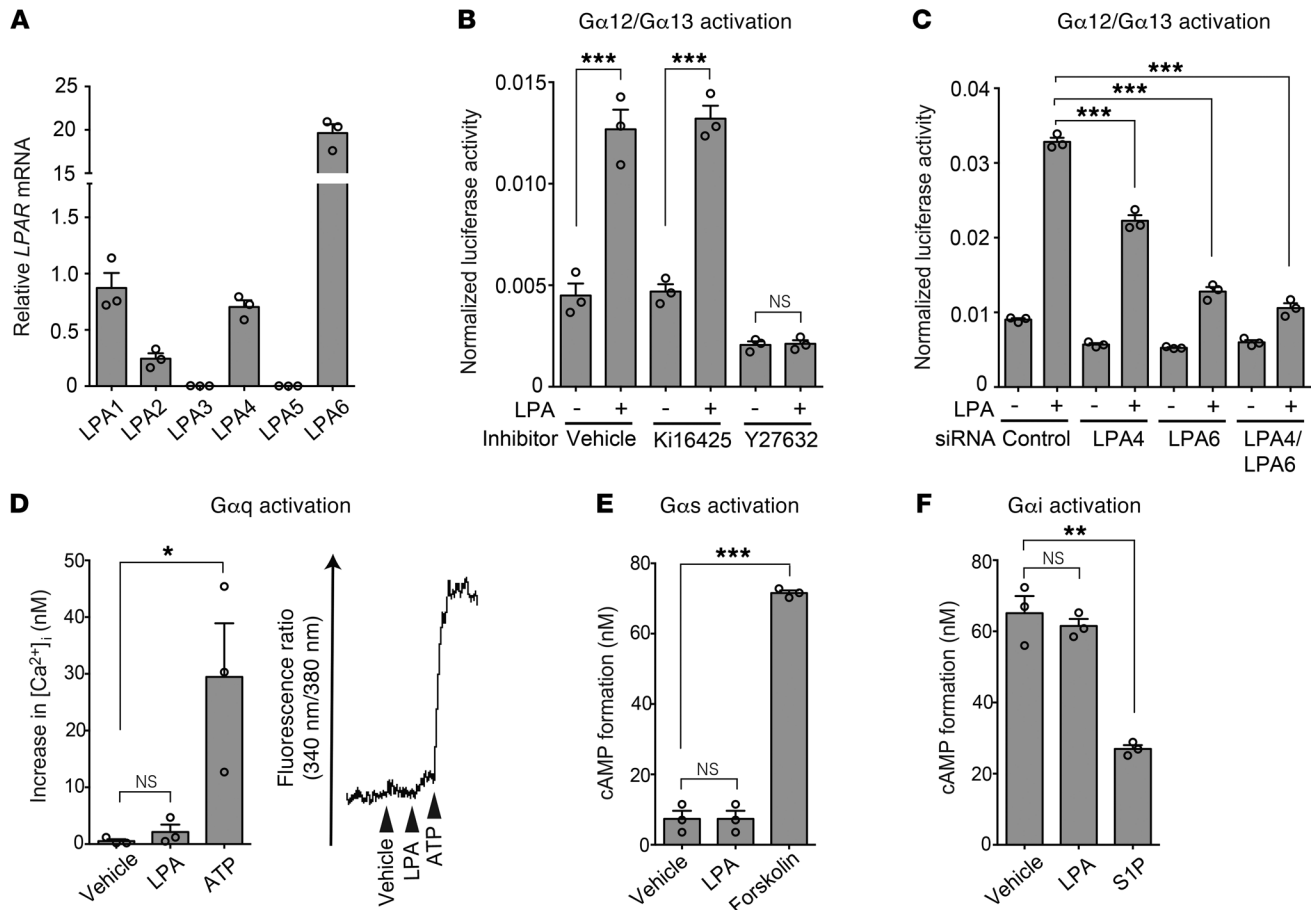 A
Relative LPAR mRNA
25
20
15
1.5
1.0
0.5
0
LPA1
LPA2
LPA3
LPA4
LPA5
LPA6
B
Gα12/Gα13 activation
Normalized luciferase activity
0.015
0.010
0.005
0
***
***
NS
LPA - + - + - +
Inhibitor Vehicle Ki16425 Y27632
C
Gα12/Gα13 activation
Normalized luciferase activity
0.04
0.03
0.02
0.01
0
***
***
***
LPA - + - + - + - +
siRNA Control LPA4 LPA6 LPA4/
LPA6
D
Gαq activation
Increase in [Ca²⁺]ᵢ (nM)
50
40
30
20
10
0
*
NS
Vehicle
LPA
ATP
Fluorescence ratio
(340 nm/380 nm)
Vehicle
LPA
ATP
E
Gαs activation
cAMP formation (nM)
80
60
40
20
0
***
NS
Vehicle
LPA
Forskolin
F
Gαi activation
cAMP formation (nM)
80
60
40
20
0
**
NS
Vehicle
LPA
S1P